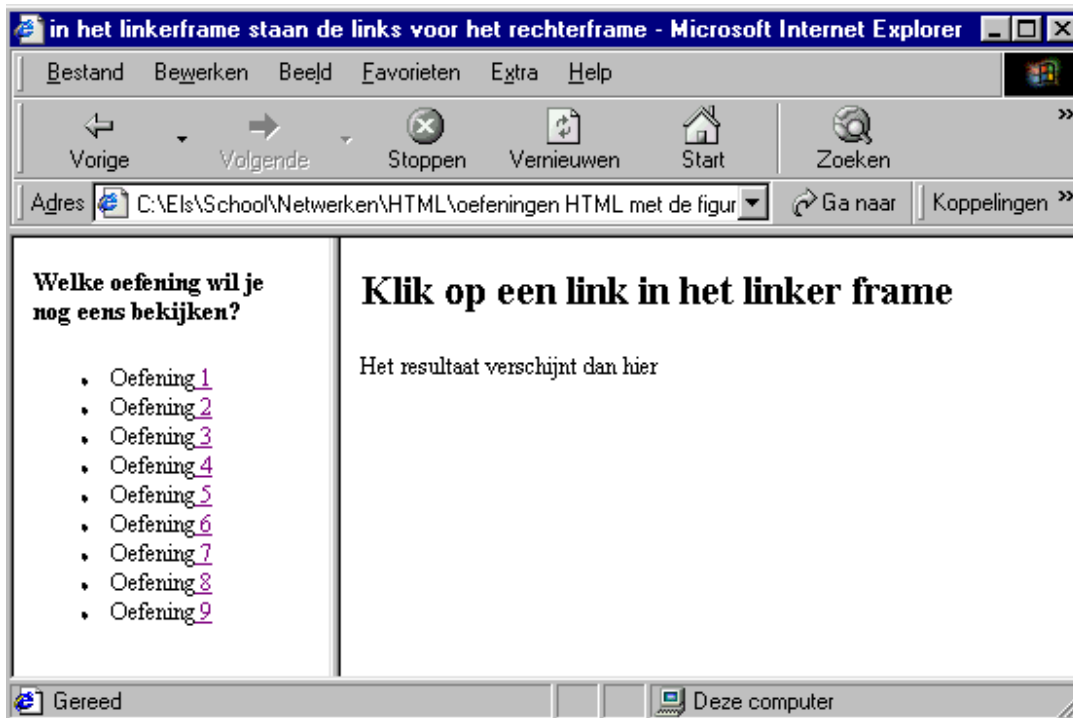 in het linkerframe staan de links voor het rechterframe - Microsoft Internet Explorer
Bestand Bewerken Beeld Favorieten Extra Help
Vorige Volgende Stoppen Vernieuwen Start Zoeken »
Adres C:\Els\School\Netwerken\HTML\oefeningen HTML met de figur Ga naar Koppelingen »
Welke oefening wil je
nog eens bekijken?
• Oefening 1
• Oefening 2
• Oefening 3
• Oefening 4
• Oefening 5
• Oefening 6
• Oefening 7
• Oefening 8
• Oefening 9
Klik op een link in het linker frame
Het resultaat verschijnt dan hier
Gereed Deze computer